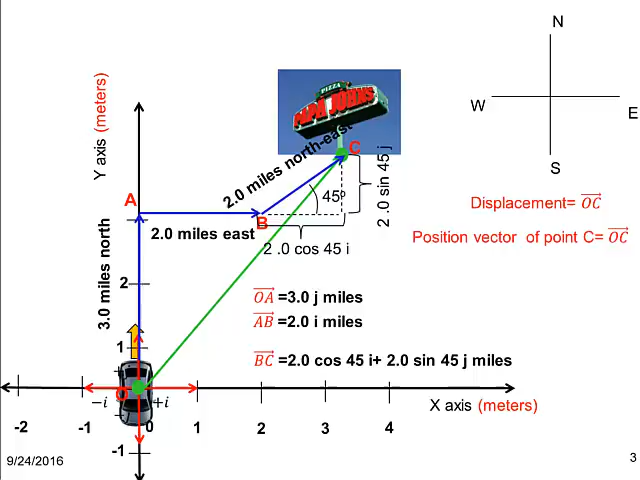 N
W
E
S
PIZZA
PAPA JOHNS
Y axis (meters)
2.0 miles north-east
C
A
B
45⁰
2 .0 sin 45 j
2.0 miles east
2 .0 cos 45 i
3.0 miles north
Displacement= OC
Position vector of point C= OC
OA =3.0 j miles
AB =2.0 i miles
BC =2.0 cos 45 i+ 2.0 sin 45 j miles
2
1
O
−i
+i
X axis (meters)
-2
-1
0
1
2
3
4
-1
9/24/2016
3